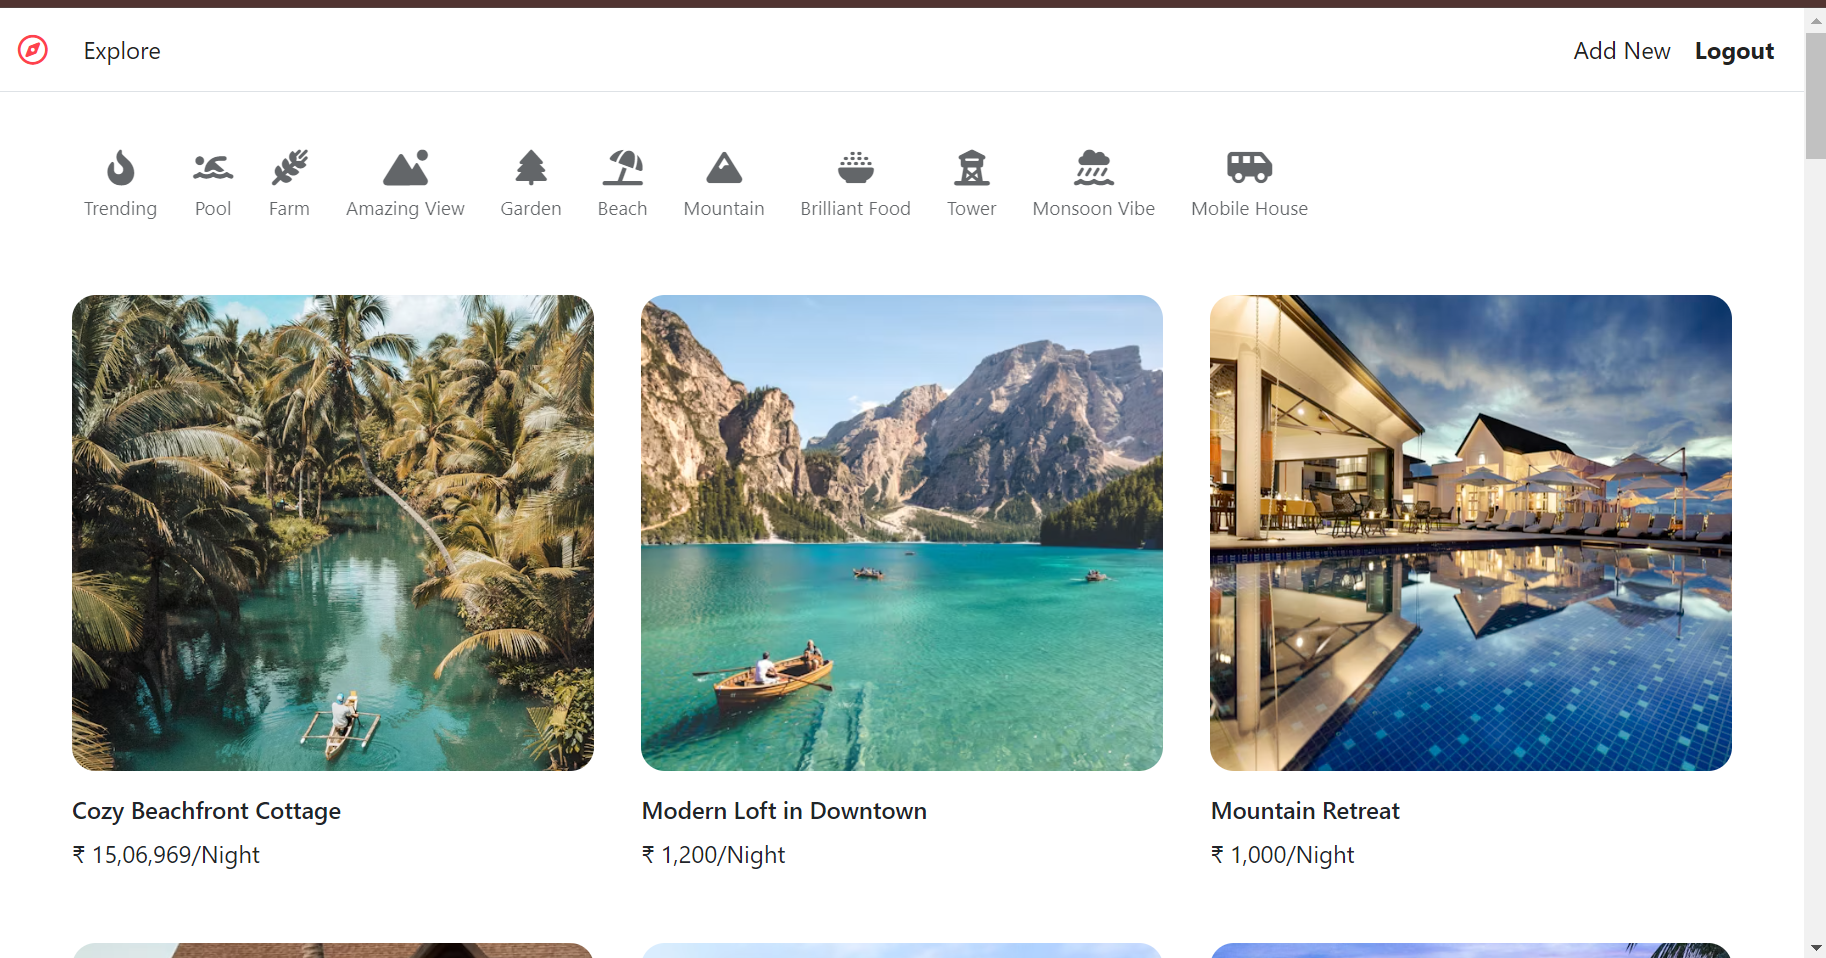 Explore
Add New
Logout
Trending
Pool
Farm
Amazing View
Garden
Beach
Mountain
Brilliant Food
Tower
Monsoon Vibe
Mobile House
Cozy Beachfront Cottage
₹ 15,06,969/Night
Modern Loft in Downtown
₹ 1,200/Night
Mountain Retreat
₹ 1,000/Night